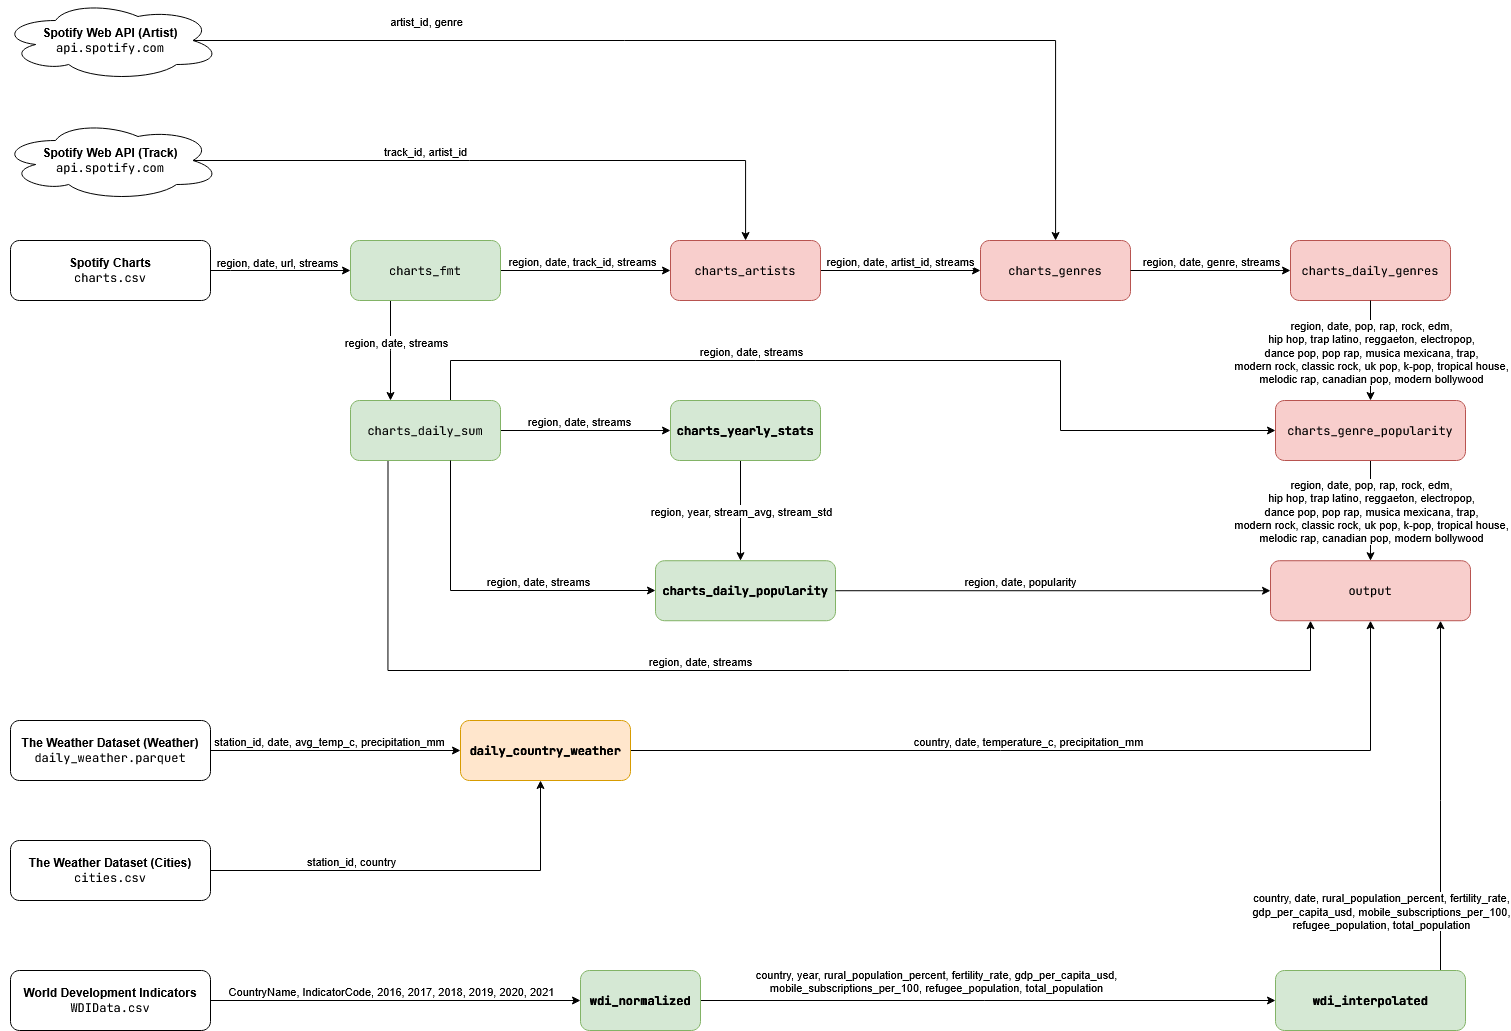 artist_id, genre
Spotify Web API (Artist)
api.spotify.com
Spotify Web API (Track)
api.spotify.com
track_id, artist_id
Spotify Charts
charts.csv
region, date, url, streams
charts_fmt
region, date, track_id, streams
charts_artists
region, date, artist_id, streams
charts_genres
region, date, genre, streams
charts_daily_genres
region, date, streams
region, date, streams
region, date, pop, rap, rock, edm,
hip hop, trap latino, reggaeton, electropop,
dance pop, pop rap, musica mexicana, trap,
modern rock, classic rock, uk pop, k-pop, tropical house,
melodic rap, canadian pop, modern bollywood
charts_daily_sum
region, date, streams
charts_yearly_stats
charts_genre_popularity
region, year, stream_avg, stream_std
region, date, pop, rap, rock, edm,
hip hop, trap latino, reggaeton, electropop,
dance pop, pop rap, musica mexicana, trap,
modern rock, classic rock, uk pop, k-pop, tropical house,
melodic rap, canadian pop, modern bollywood
region, date, streams
charts_daily_popularity
region, date, popularity
output
region, date, streams
The Weather Dataset (Weather)
daily_weather.parquet
station_id, date, avg_temp_c, precipitation_mm
daily_country_weather
country, date, temperature_c, precipitation_mm
The Weather Dataset (Cities)
cities.csv
station_id, country
country, date, rural_population_percent, fertility_rate,
gdp_per_capita_usd, mobile_subscriptions_per_100,
refugee_population, total_population
World Development Indicators
WDIData.csv
CountryName, IndicatorCode, 2016, 2017, 2018, 2019, 2020, 2021
wdi_normalized
country, year, rural_population_percent, fertility_rate, gdp_per_capita_usd,
mobile_subscriptions_per_100, refugee_population, total_population
wdi_interpolated